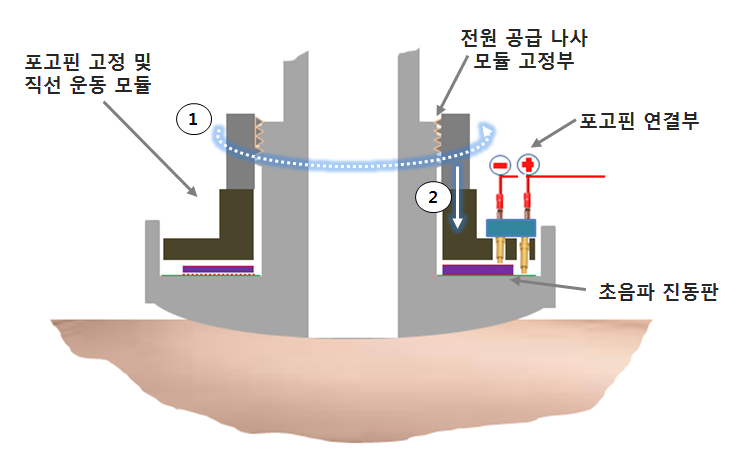 전원 공급 나사
모듈 고정부
포고핀 고정 및
직선 운동 모듈
1
포고핀 연결부
2
초음파 진동판